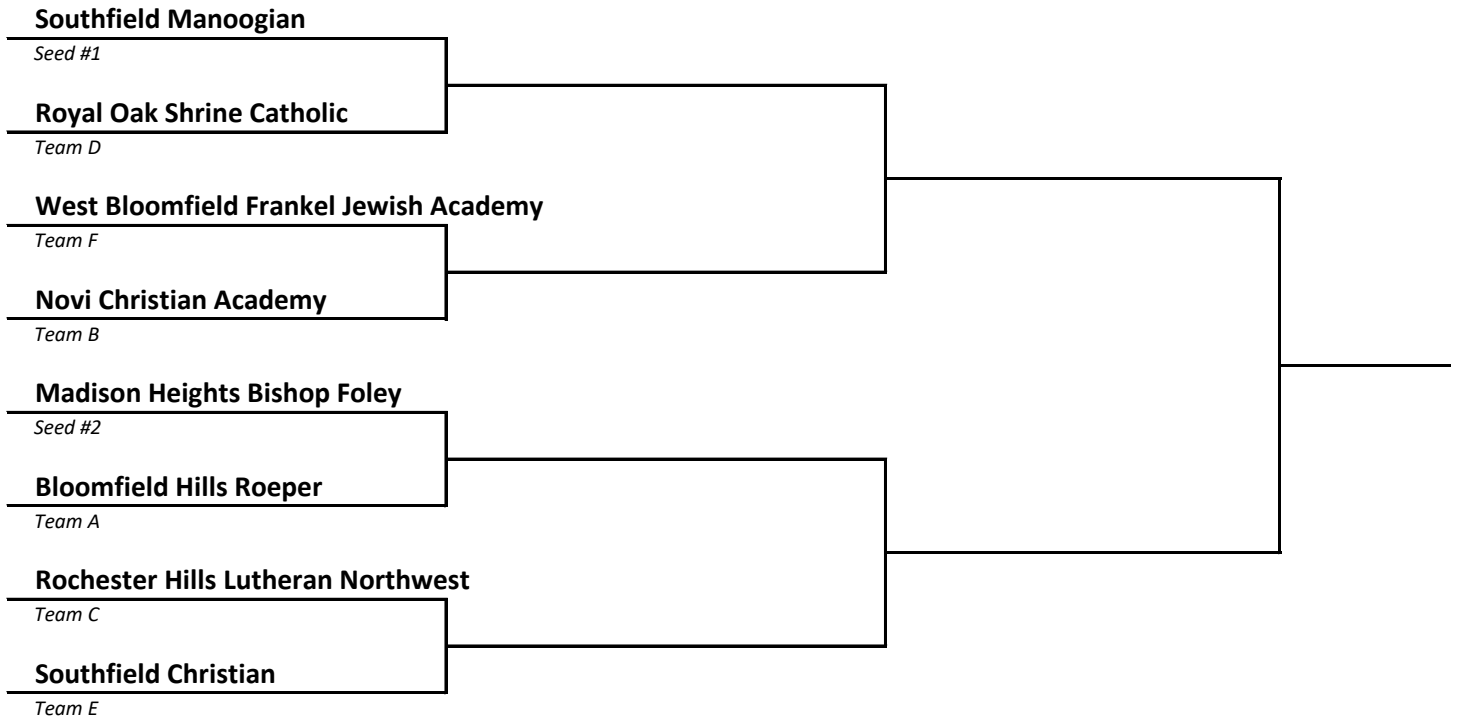 Southfield Manoogian
Seed #1
Royal Oak Shrine Catholic
Team D
West Bloomfield Frankel Jewish Academy
Team F
Novi Christian Academy
Team B
Madison Heights Bishop Foley
Seed #2
Bloomfield Hills Roeper
Team A
Rochester Hills Lutheran Northwest
Team C
Southfield Christian
Team E